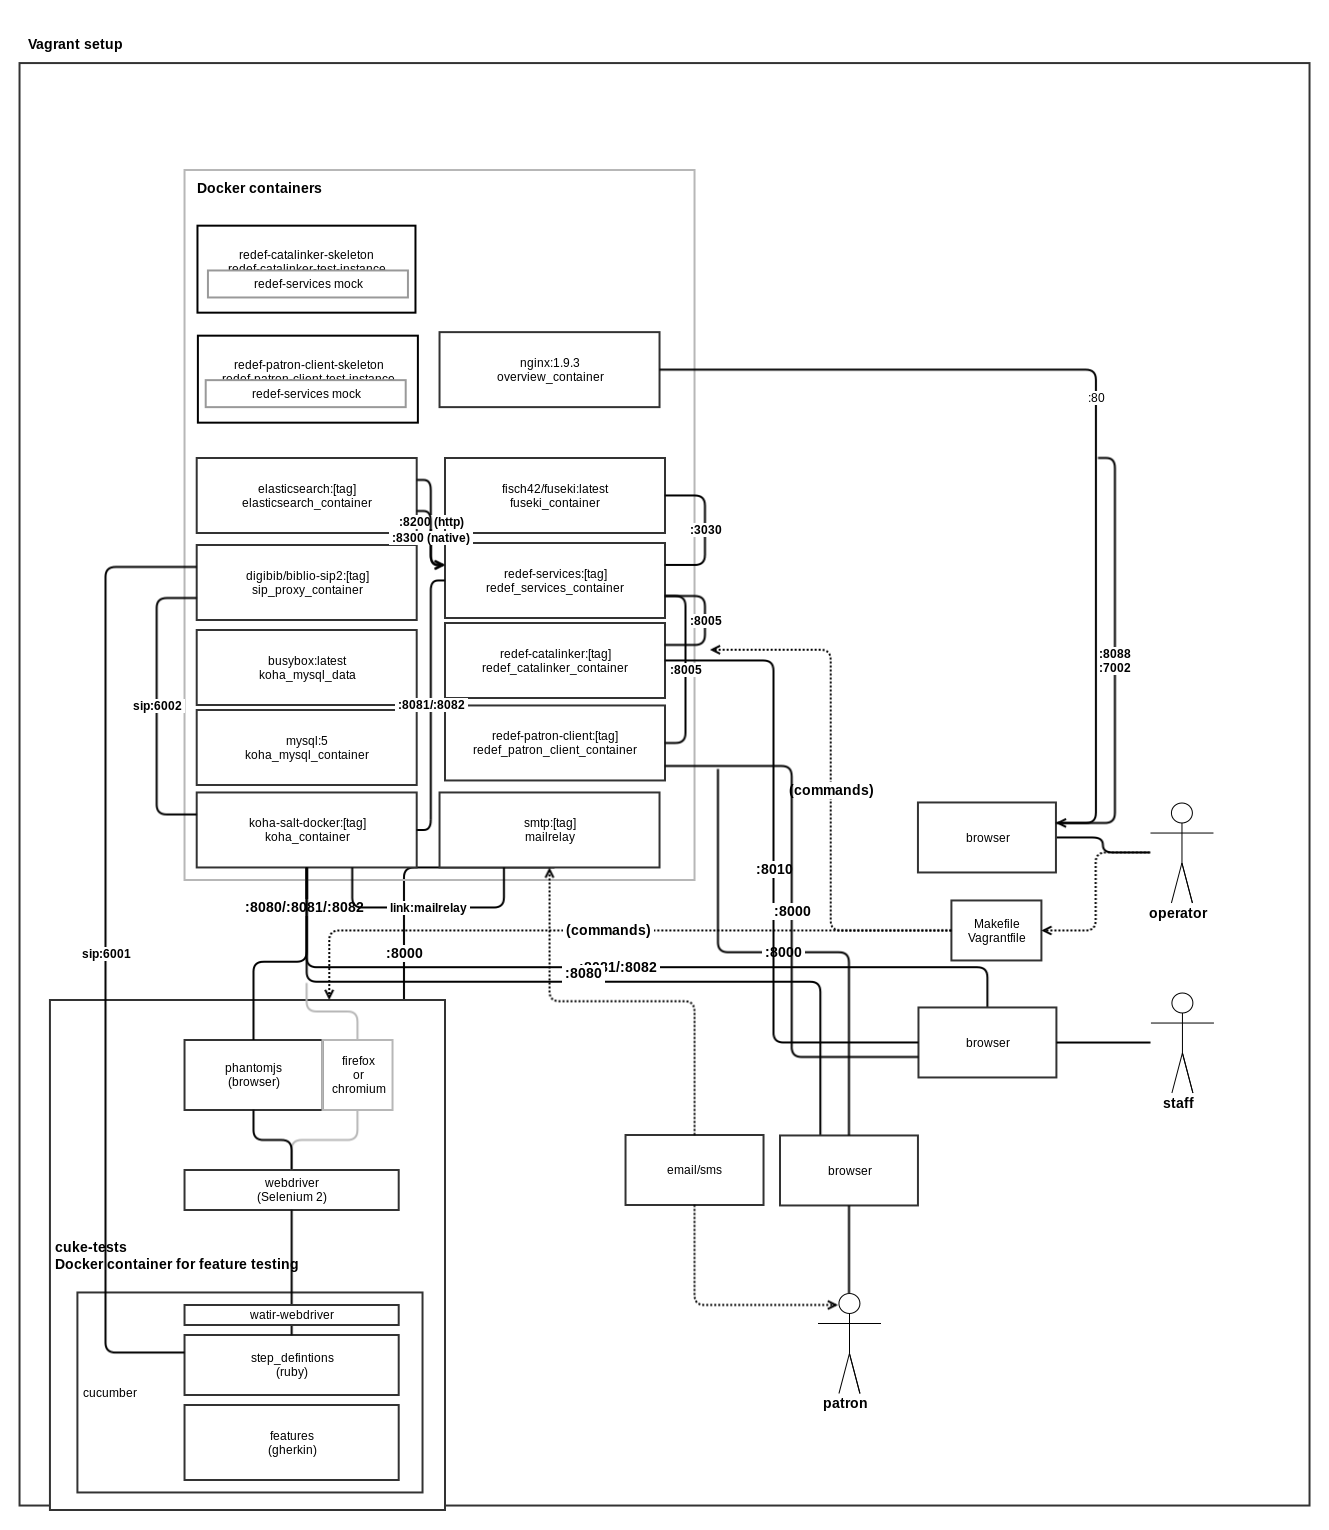 Vagrant setup
Docker containers
redef-catalinker-skeleton
redef-catalinker-test-instance
redef-services mock
redef-patron-client-skeleton
redef-patron-client-test-instance
redef-services mock
nginx:1.9.3
overview_container
:80
elasticsearch:[tag]
elasticsearch_container
fisch42/fuseki:latest
fuseki_container
:8200 (http)
:8300 (native)
:3030
digibib/biblio-sip2:[tag]
sip_proxy_container
redef-services:[tag]
redef_services_container
:8005
busybox:latest
koha_mysql_data
redef-catalinker:[tag]
redef_catalinker_container
:8005
:8088
:7002
sip:6002
:8081/:8082
mysql:5
koha_mysql_container
redef-patron-client:[tag]
redef_patron_client_container
(commands)
koha-salt-docker:[tag]
koha_container
smtp:[tag]
mailrelay
browser
operator
:8010
:8080/:8081/:8082
link:mailrelay
:8000
Makefile
Vagrantfile
(commands)
sip:6001
:8000
:8000
81/:8082
:8080
phantomjs
(browser)
firefox
or
chromium
browser
staff
webdriver
(Selenium 2)
email/sms
browser
cuke-tests
Docker container for feature testing
watir-webdriver
step_defintions
(ruby)
cucumber
features
(gherkin)
patron